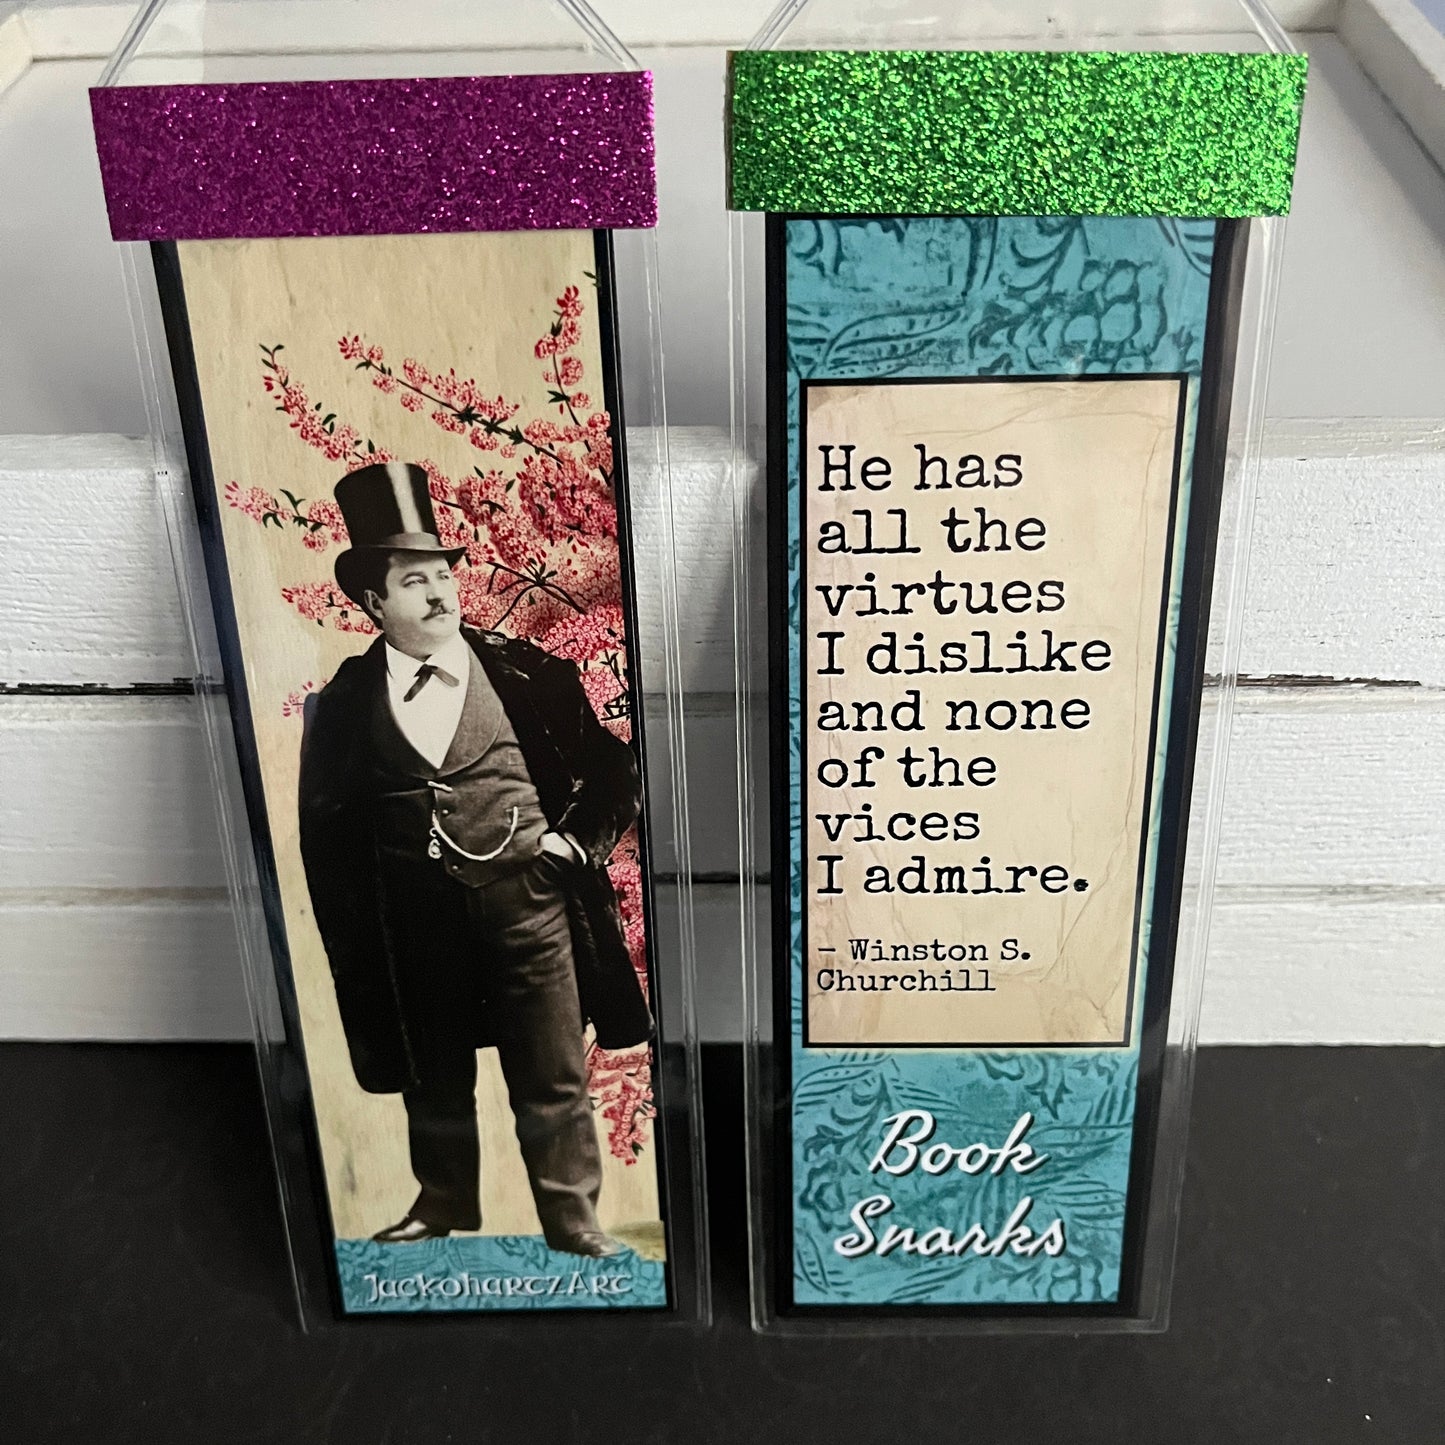 JackohartzArt
He has
all the
virtues
I dislike
and none
of the
vices
I admire.
– Winston S.
Churchill
Book
Snarks